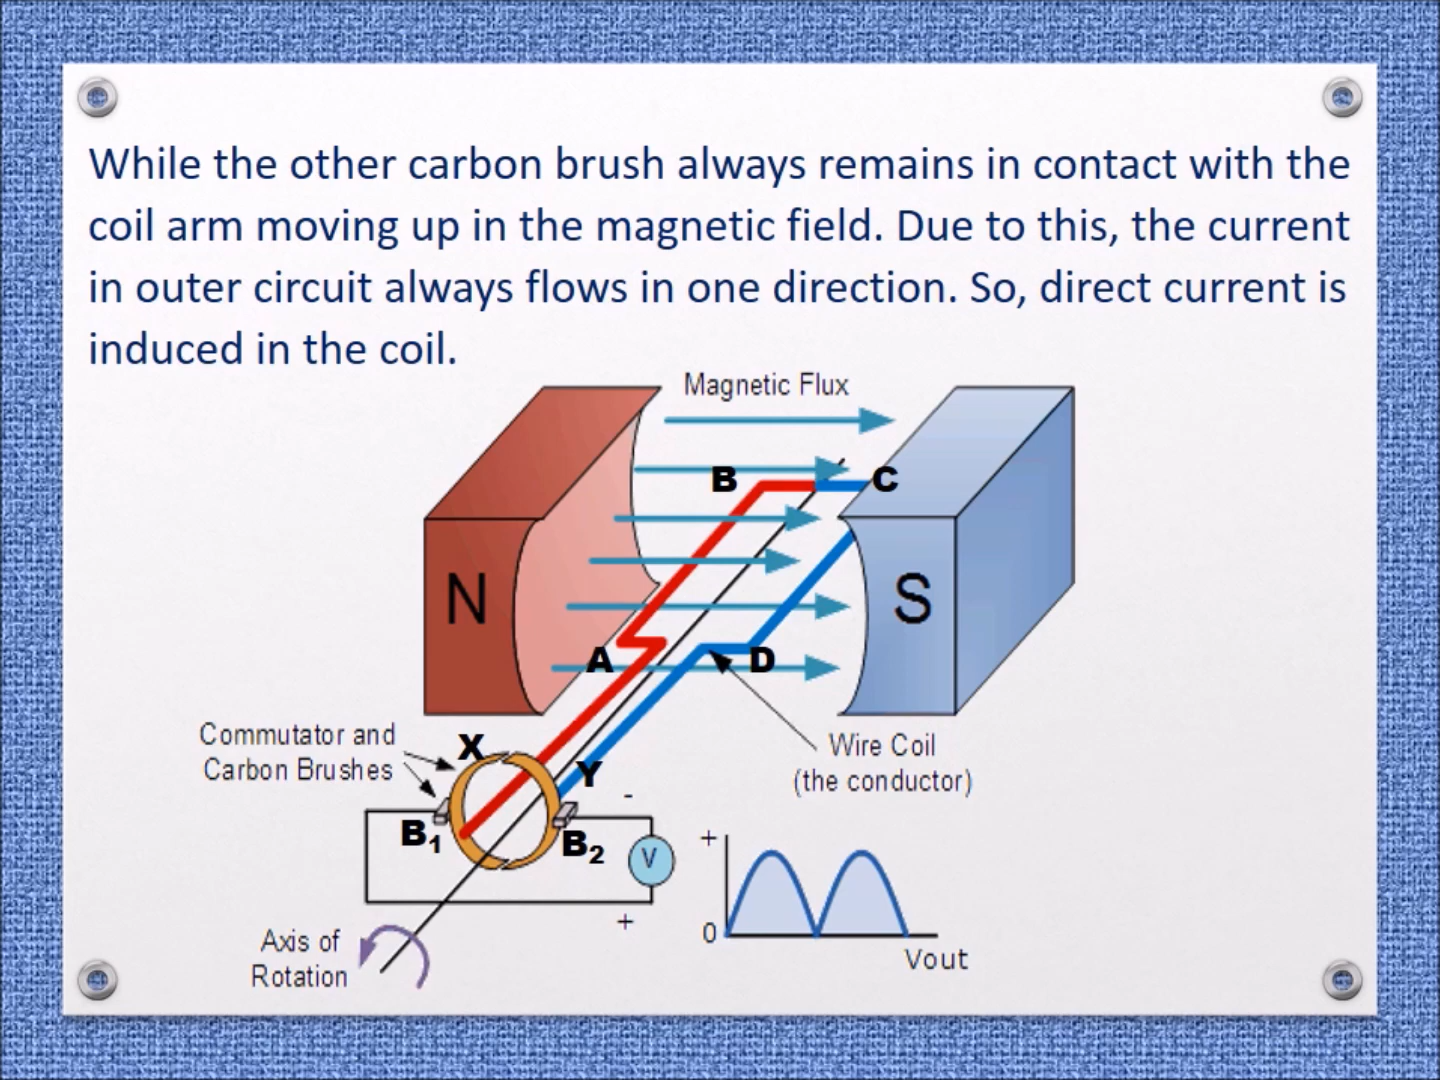 While the other carbon brush always remains in contact with the
coil arm moving up in the magnetic field. Due to this, the current
in outer circuit always flows in one direction. So, direct current is
induced in the coil.
Magnetic Flux
B
C
N
S
A
D
Commutator and
Carbon Brushes
X
Y
Wire Coil
(the conductor)
-
B1
B2
V
+
+
0
Vout
Axis of
Rotation